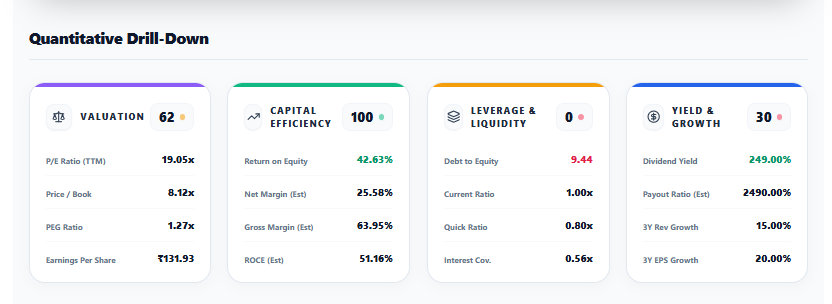 Quantitative Drill-Down
VALUATION 62
P/E Ratio (TTM) 19.05x
Price / Book 8.12x
PEG Ratio 1.27x
Earnings Per Share ₹131.93
CAPITAL
EFFICIENCY 100
Return on Equity 42.63%
Net Margin (Est) 25.58%
Gross Margin (Est) 63.95%
ROCE (Est) 51.16%
LEVERAGE &
LIQUIDITY 0
Debt to Equity 9.44
Current Ratio 1.00x
Quick Ratio 0.80x
Interest Cov. 0.56x
YIELD &
GROWTH 30
Dividend Yield 249.00%
Payout Ratio (Est) 2490.00%
3Y Rev Growth 15.00%
3Y EPS Growth 20.00%